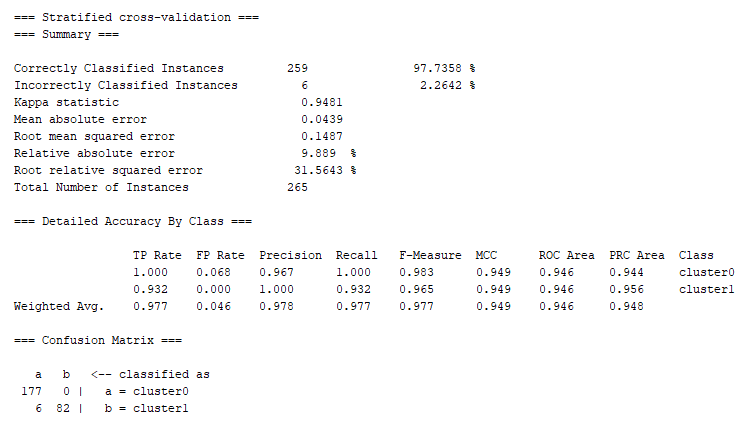 === Stratified cross-validation ===
=== Summary ===
Correctly Classified Instances 259 97.7358 %
Incorrectly Classified Instances 6 2.2642 %
Kappa statistic 0.9481
Mean absolute error 0.0439
Root mean squared error 0.1487
Relative absolute error 9.889 %
Root relative squared error 31.5643 %
Total Number of Instances 265
=== Detailed Accuracy By Class ===
TP Rate FP Rate Precision Recall F-Measure MCC ROC Area PRC Area Class
1.000 0.068 0.967 1.000 0.983 0.949 0.946 0.944 cluster0
0.932 0.000 1.000 0.932 0.965 0.949 0.946 0.956 cluster1
Weighted Avg. 0.977 0.046 0.978 0.977 0.977 0.949 0.946 0.948
=== Confusion Matrix ===
a b <-- classified as
177 0 | a = cluster0
6 82 | b = cluster1